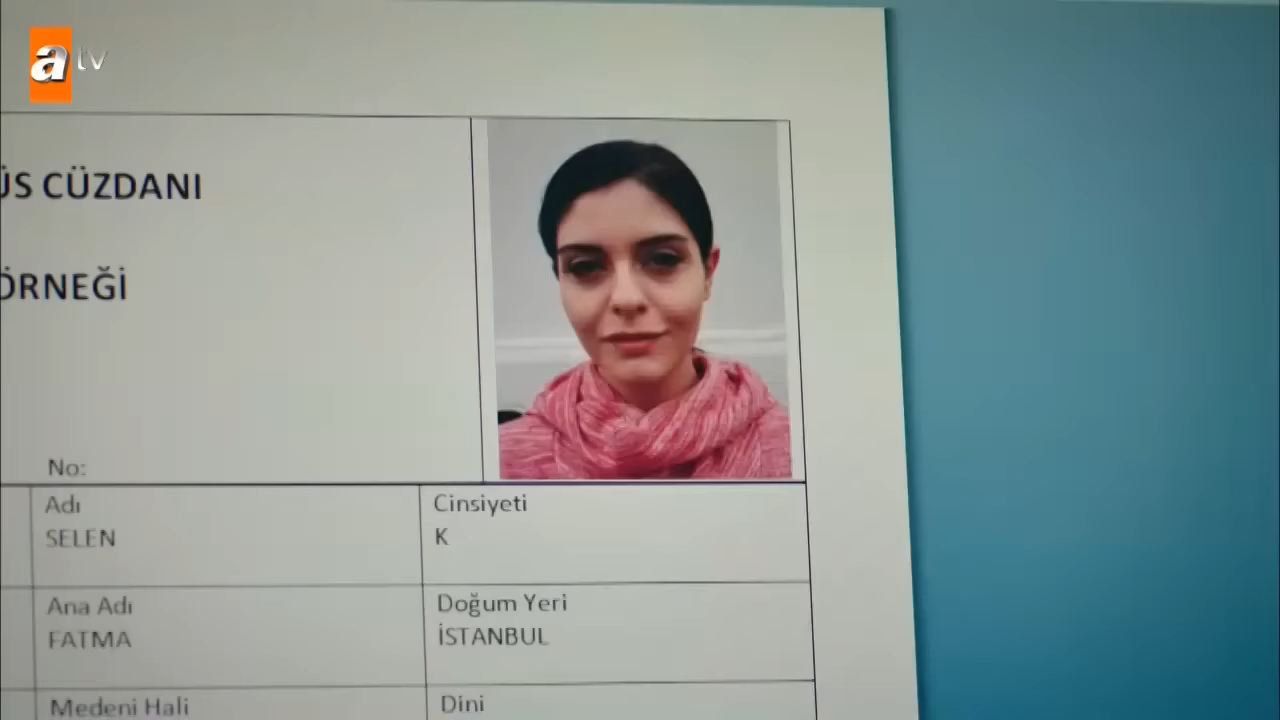 atv
ÜS CÜZDANI
ÖRNEĞİ
No:
Adı
SELEN
Cinsiyeti
K
Ana Adı
FATMA
Doğum Yeri
İSTANBUL
Medeni Hali
Dini